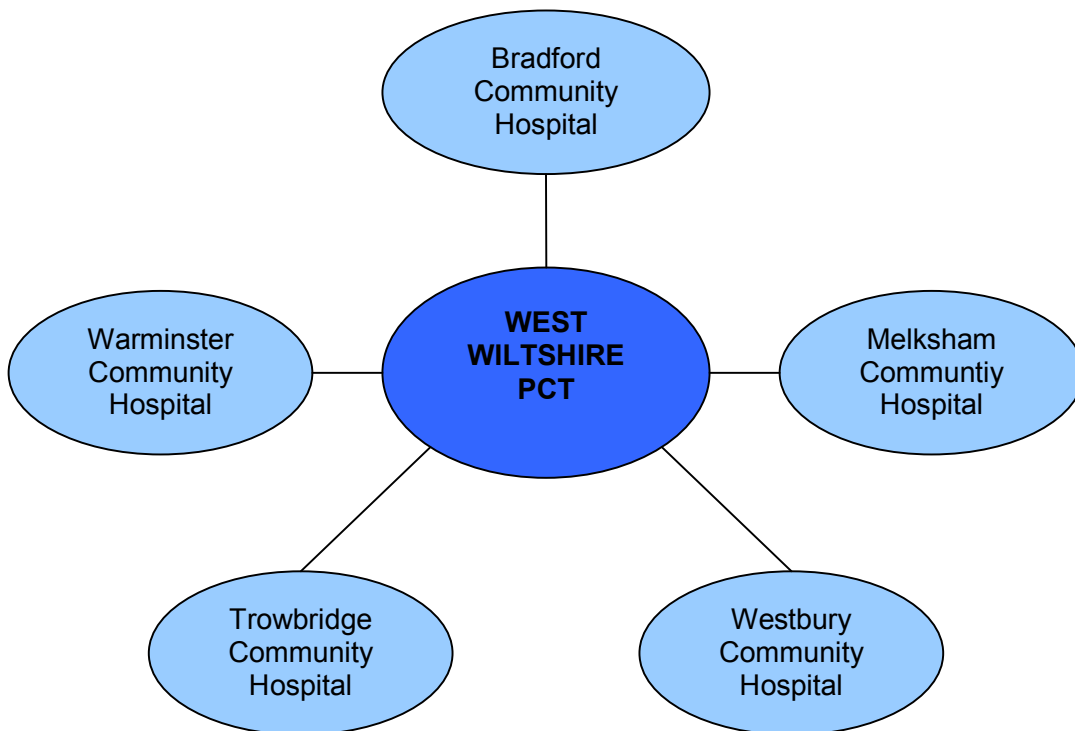 Bradford
Community
Hospital
WEST
WILTSHIRE
PCT
Warminster
Community
Hospital
Melksham
Communtiy
Hospital
Trowbridge
Community
Hospital
Westbury
Community
Hospital